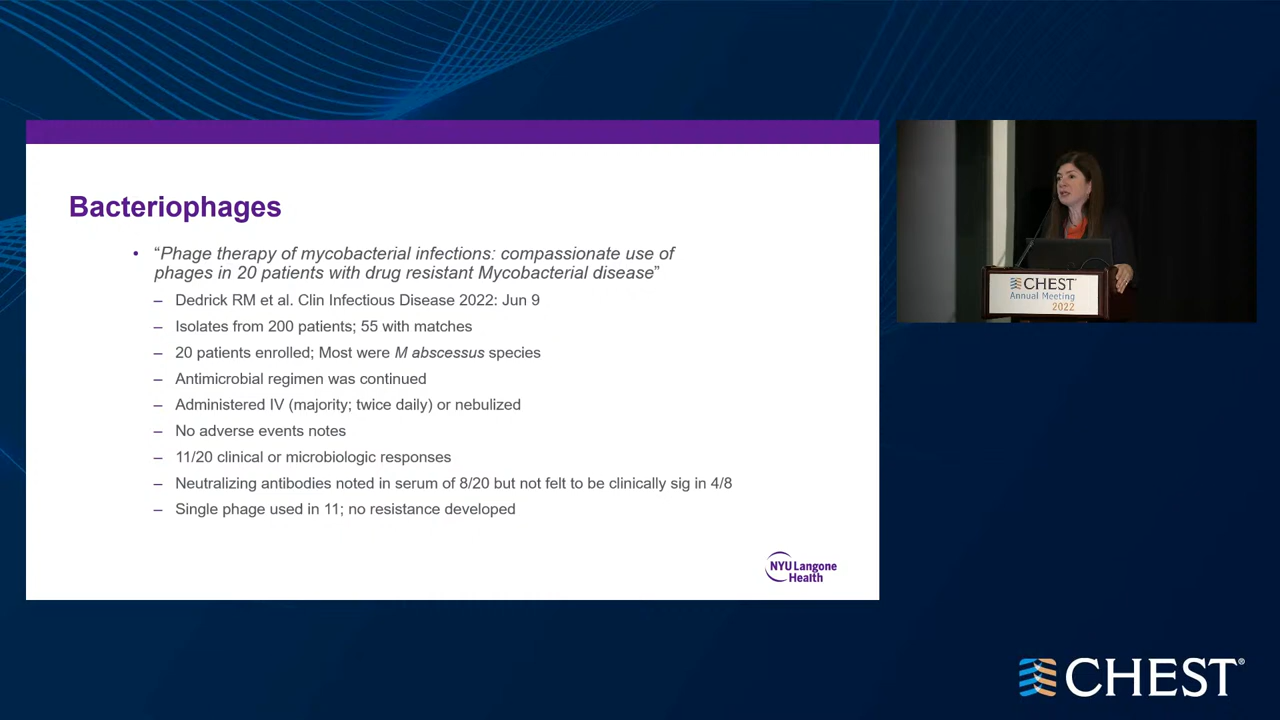 Bacteriophages
• “Phage therapy of mycobacterial infections: compassionate use of
phages in 20 patients with drug resistant Mycobacterial disease”
– Dedrick RM et al. Clin Infectious Disease 2022: Jun 9
– Isolates from 200 patients; 55 with matches
– 20 patients enrolled; Most were M abscessus species
– Antimicrobial regimen was continued
– Administered IV (majority; twice daily) or nebulized
– No adverse events notes
– 11/20 clinical or microbiologic responses
– Neutralizing antibodies noted in serum of 8/20 but not felt to be clinically sig in 4/8
– Single phage used in 11; no resistance developed
NYU Langone
Health
CHEST
Annual Meeting
2022
CHEST®